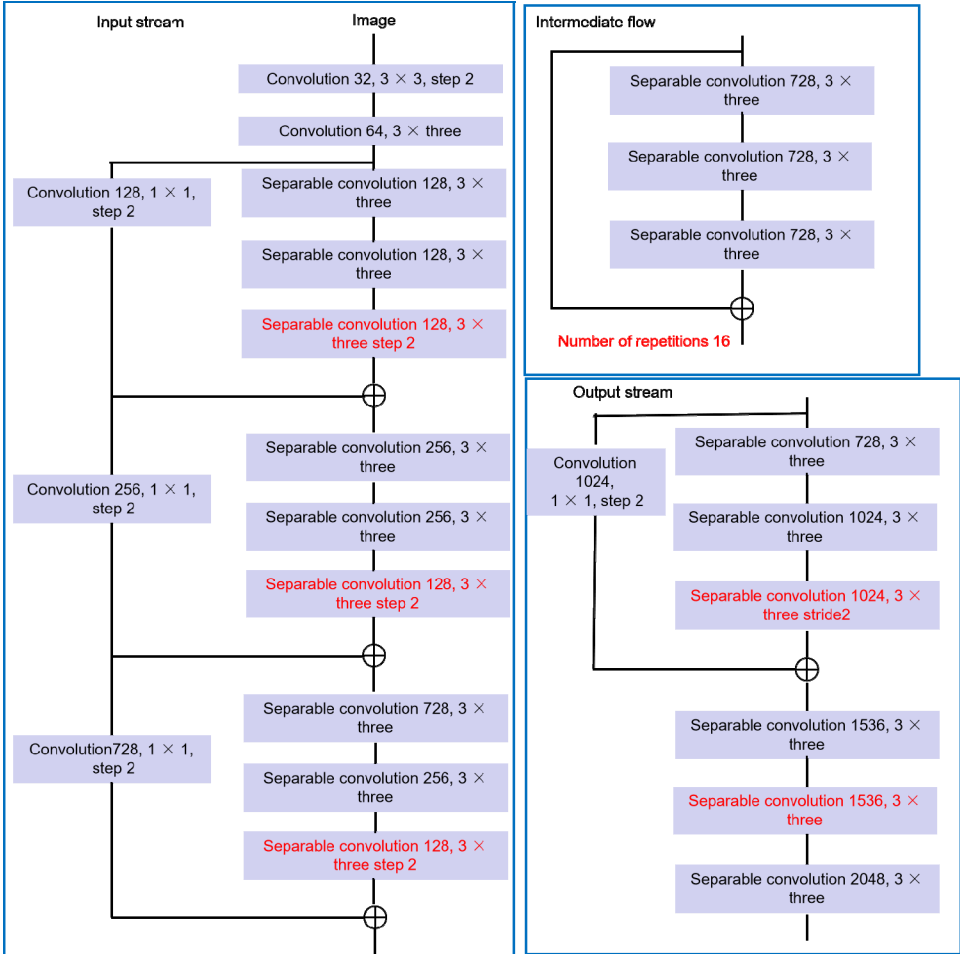 Input stream
Image
Convolution 32, 3 × 3, step 2
Convolution 64, 3 × three
Convolution 128, 1 × 1,
step 2
Separable convolution 128, 3 ×
three
Separable convolution 128, 3 ×
three
Separable convolution 128, 3 ×
three step 2
Separable convolution 256, 3 ×
three
Convolution 256, 1 × 1,
step 2
Separable convolution 256, 3 ×
three
Separable convolution 128, 3 ×
three step 2
Separable convolution 728, 3 ×
three
Convolution728, 1 × 1,
step 2
Separable convolution 256, 3 ×
three
Separable convolution 128, 3 ×
three step 2
Intermediate flow
Separable convolution 728, 3 ×
three
Separable convolution 728, 3 ×
three
Separable convolution 728, 3 ×
three
Number of repetitions 16
Output stream
Separable convolution 728, 3 ×
three
Convolution
1024,
1 × 1, step 2
Separable convolution 1024, 3 ×
three
Separable convolution 1024, 3 ×
three stride2
Separable convolution 1536, 3 ×
three
Separable convolution 1536, 3 ×
three
Separable convolution 2048, 3 ×
three